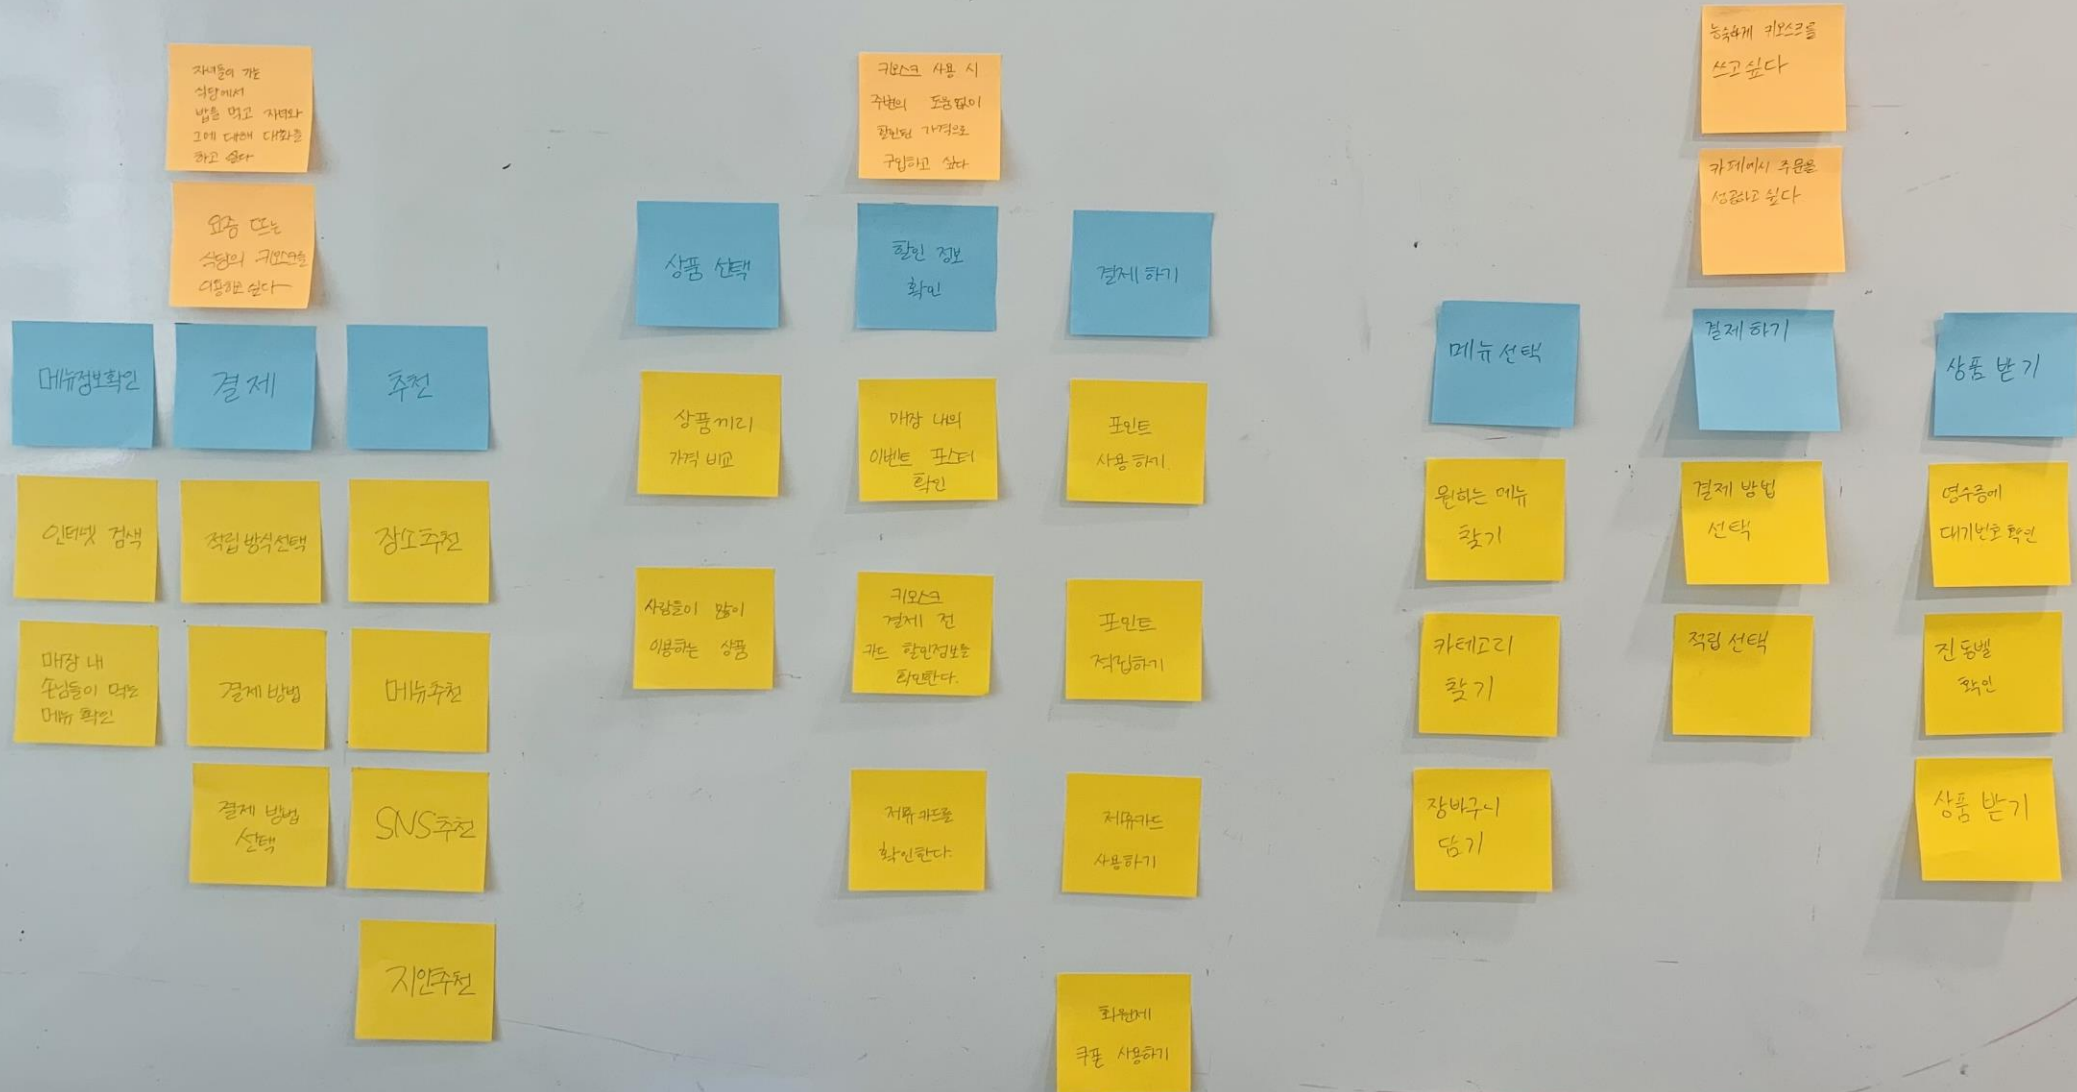 자녀들이 가는
식당에서
밥을 먹고 자녀와
그에 대해 대화를
하고 싶다
요즘 뜨는
식당의 키오스크를
이용하고 싶다
메뉴정보확인
결제
추천
인터넷 검색
적립방식선택
장소추천
매장 내
손님들이 먹는
메뉴 확인
결제 방법
메뉴추천
결제 방법
선택
SNS추천
지인추천
키오스크 사용 시
주변의 도움없이
할인된 가격으로
구입하고 싶다
상품 선택
할인 정보
확인
결제하기
상품끼리
가격 비교
매장 내의
이벤트 포스터
확인
포인트
사용하기
사람들이 많이
이용하는 상품
키오스크
결제 전
카드 할인정보를
확인한다.
포인트
적립하기
제휴카드를
확인한다.
제휴카드
사용하기
회원제
쿠폰 사용하기
능숙하게 키오스크를
쓰고싶다
카페에서 주문을
성공하고 싶다
메뉴선택
결제하기
상품 받기
원하는 메뉴
찾기
결제 방법
선택
영수증에
대기번호 확인
카테고리
찾기
적립 선택
진동벨
확인
장바구니
담기
상품 받기